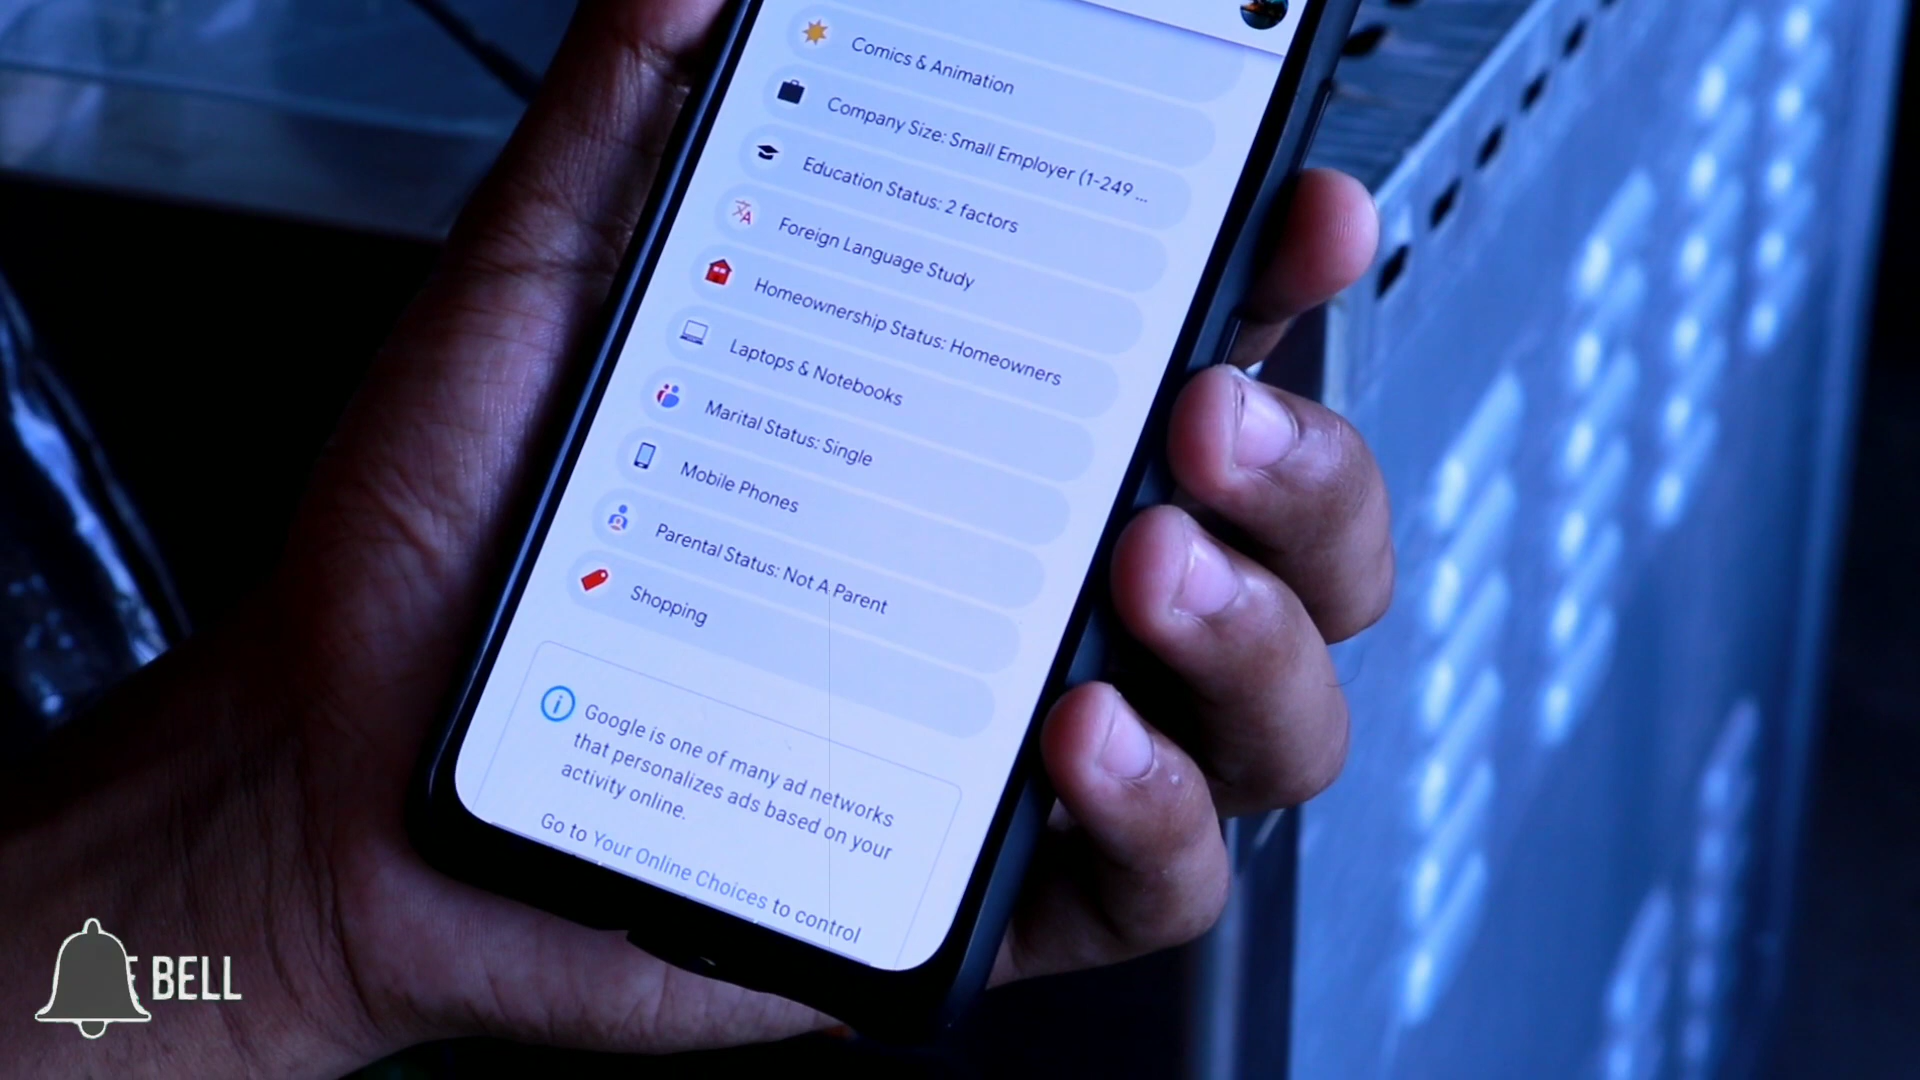 Comics & Animation
Company Size: Small Employer (1-249 ...
Education Status: 2 factors
Foreign Language Study
Homeownership Status: Homeowners
Laptops & Notebooks
Marital Status: Single
Mobile Phones
Parental Status: Not A Parent
Shopping
Google is one of many ad networks
that personalizes ads based on your
activity online.
Go to Your Online Choices to control
BELL